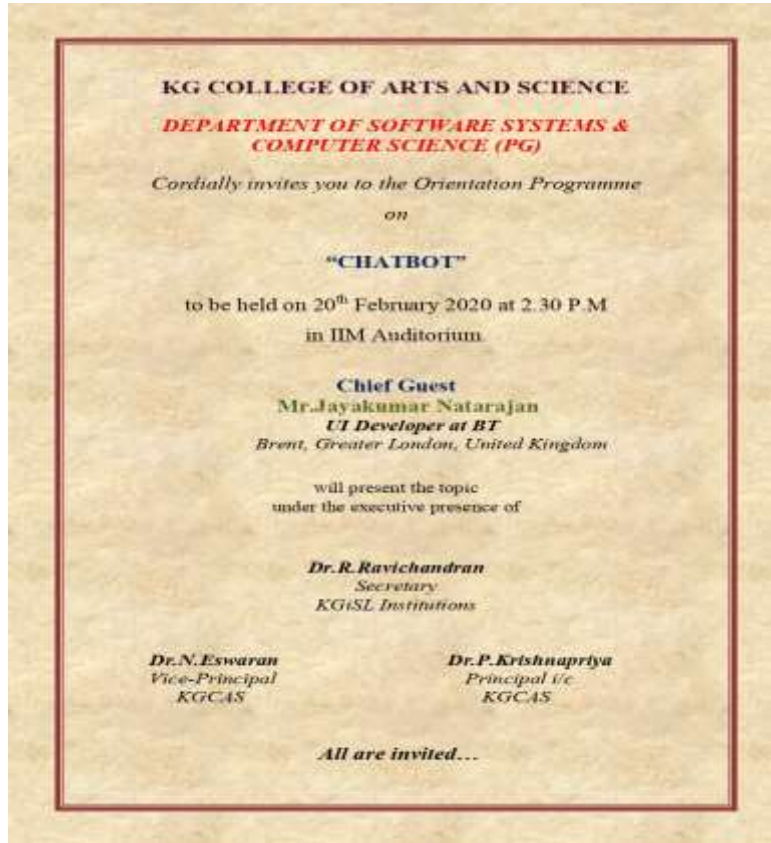 KG COLLEGE OF ARTS AND SCIENCE
DEPARTMENT OF SOFTWARE SYSTEMS &
COMPUTER SCIENCE (PG)
Cordially invites you to the Orientation Programme
on
“CHATBOT”
to be held on 20th February 2020 at 2.30 P.M
in IIM Auditorium.
Chief Guest
Mr.Jayakumar Natarajan
UI Developer at BT
Brent, Greater London, United Kingdom
will present the topic
under the executive presence of
Dr.R.Ravichandran
Secretary
KGiSL Institutions
Dr.N.Eswaran
Vice-Principal
KGCAS
Dr.P.Krishnapriya
Principal i/c
KGCAS
All are invited…